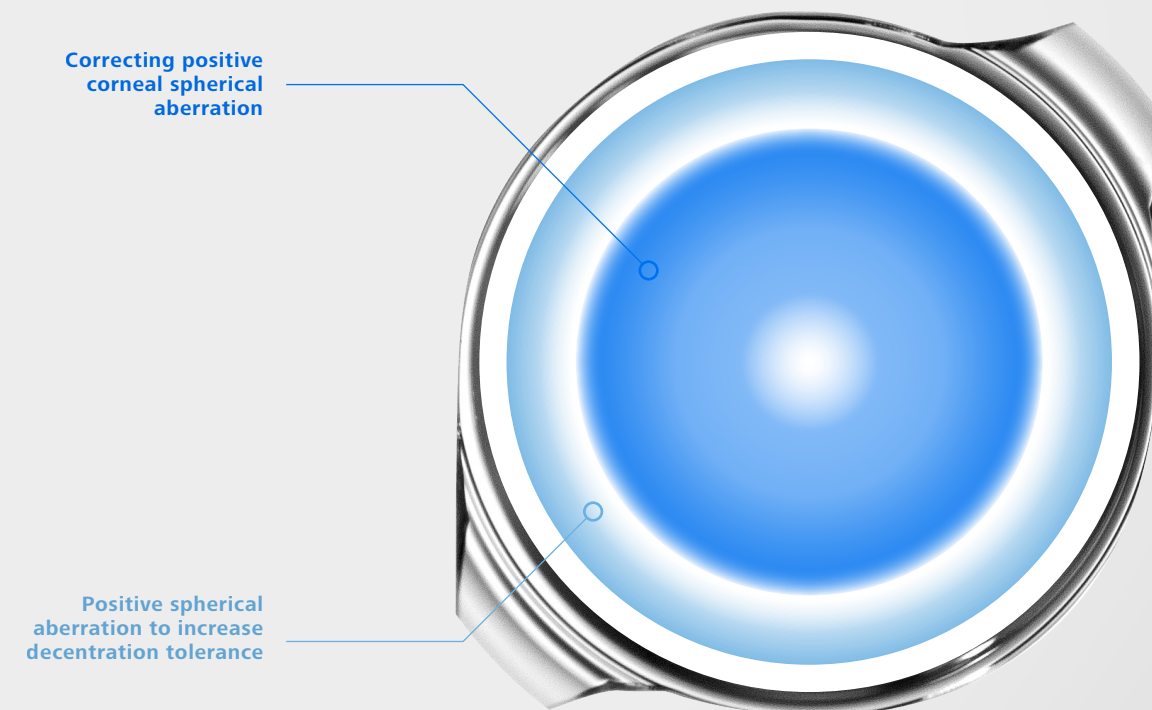 Correcting positive
corneal spherical
aberration
Positive spherical
aberration to increase
decentration tolerance